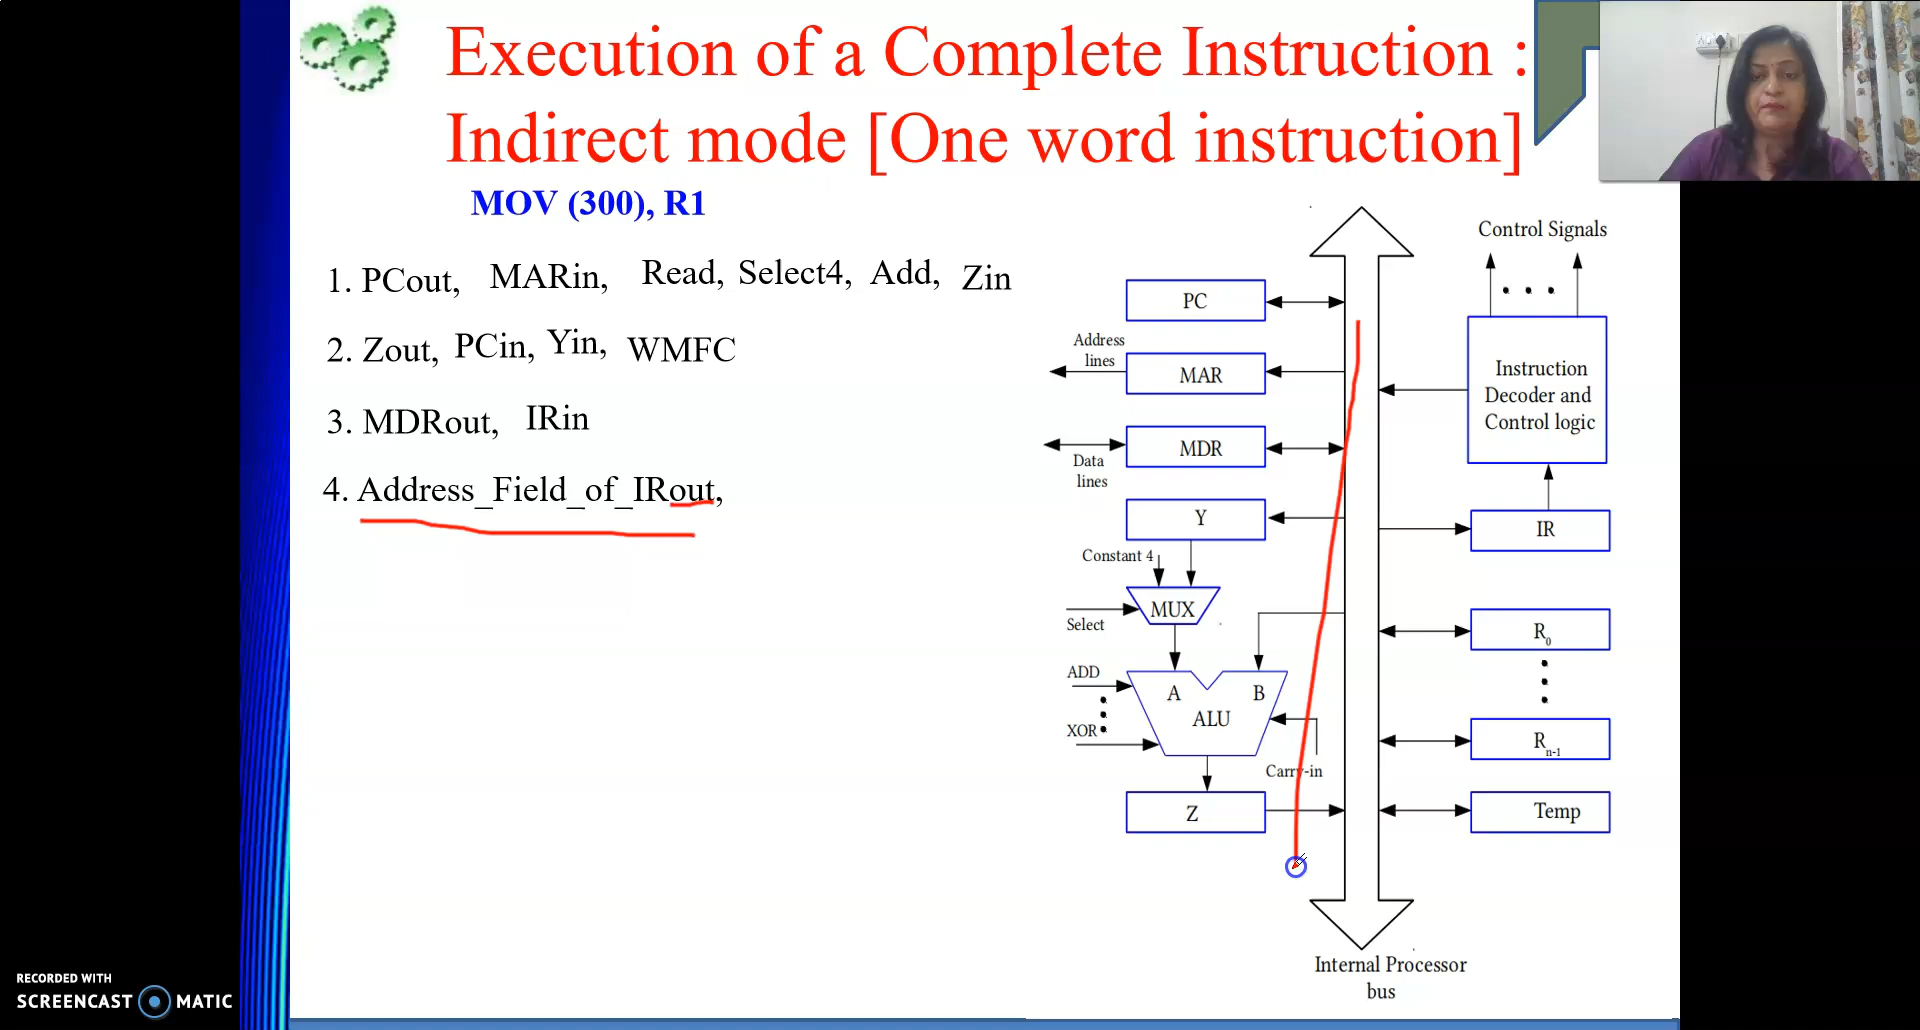 Execution of a Complete Instruction :
Indirect mode [One word instruction]
MOV (300), R1
1. PCout, MARin, Read, Select4, Add, Zin
2. Zout, PCin, Yin, WMFC
3. MDRout, IRin
4. Address_Field_of_IRout,
Control Signals
PC
Address
lines
MAR
Instruction
Decoder and
Control logic
MDR
Data
lines
Y
IR
Constant 4
MUX
Select
R0
ADD
A
B
ALU
XOR
Rn-1
Carry-in
Z
Temp
Internal Processor
bus
RECORDED WITH
SCREENCAST MATIC